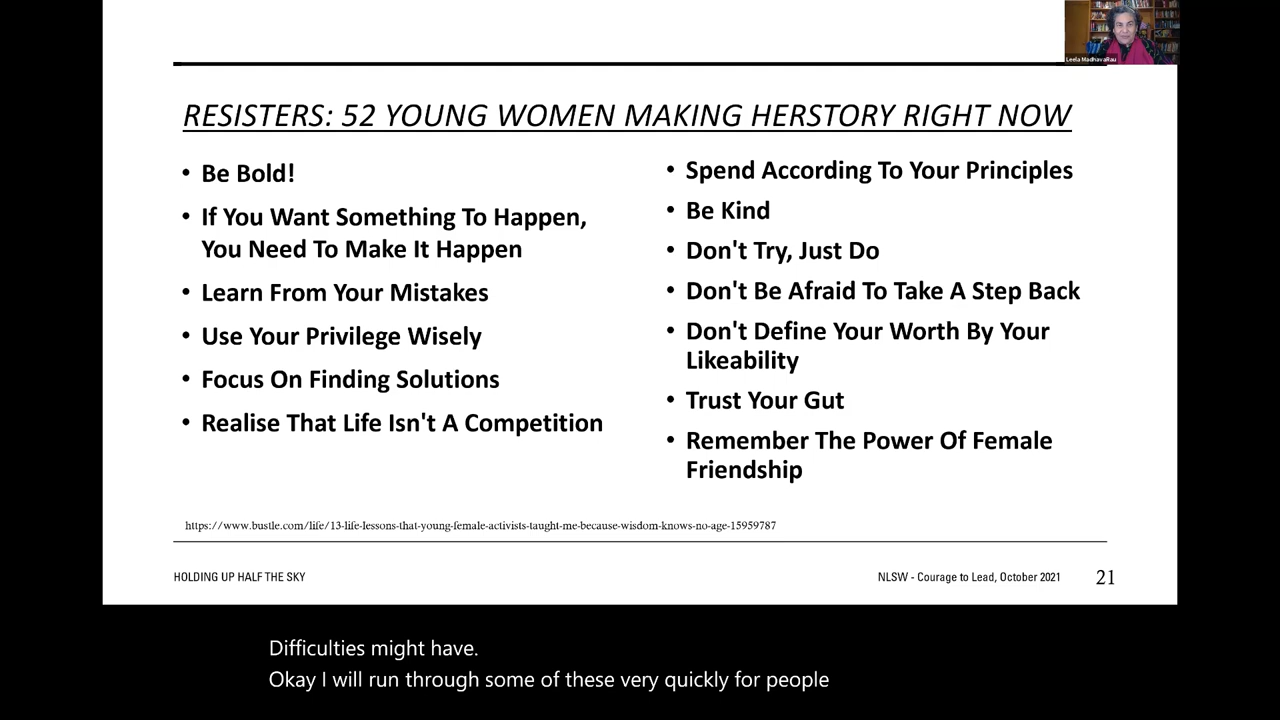 Leela MadhavaRau
RESISTERS: 52 YOUNG WOMEN MAKING HERSTORY RIGHT NOW
• Be Bold!
• If You Want Something To Happen,
You Need To Make It Happen
• Learn From Your Mistakes
• Use Your Privilege Wisely
• Focus On Finding Solutions
• Realise That Life Isn't A Competition
• Spend According To Your Principles
• Be Kind
• Don't Try, Just Do
• Don't Be Afraid To Take A Step Back
• Don't Define Your Worth By Your
Likeability
• Trust Your Gut
• Remember The Power Of Female
Friendship
https://www.bustle.com/life/13-life-lessons-that-young-female-activists-taught-me-because-wisdom-knows-no-age-15959787
HOLDING UP HALF THE SKY
NLSW - Courage to Lead, October 2021
21
Difficulties might have.
Okay I will run through some of these very quickly for people